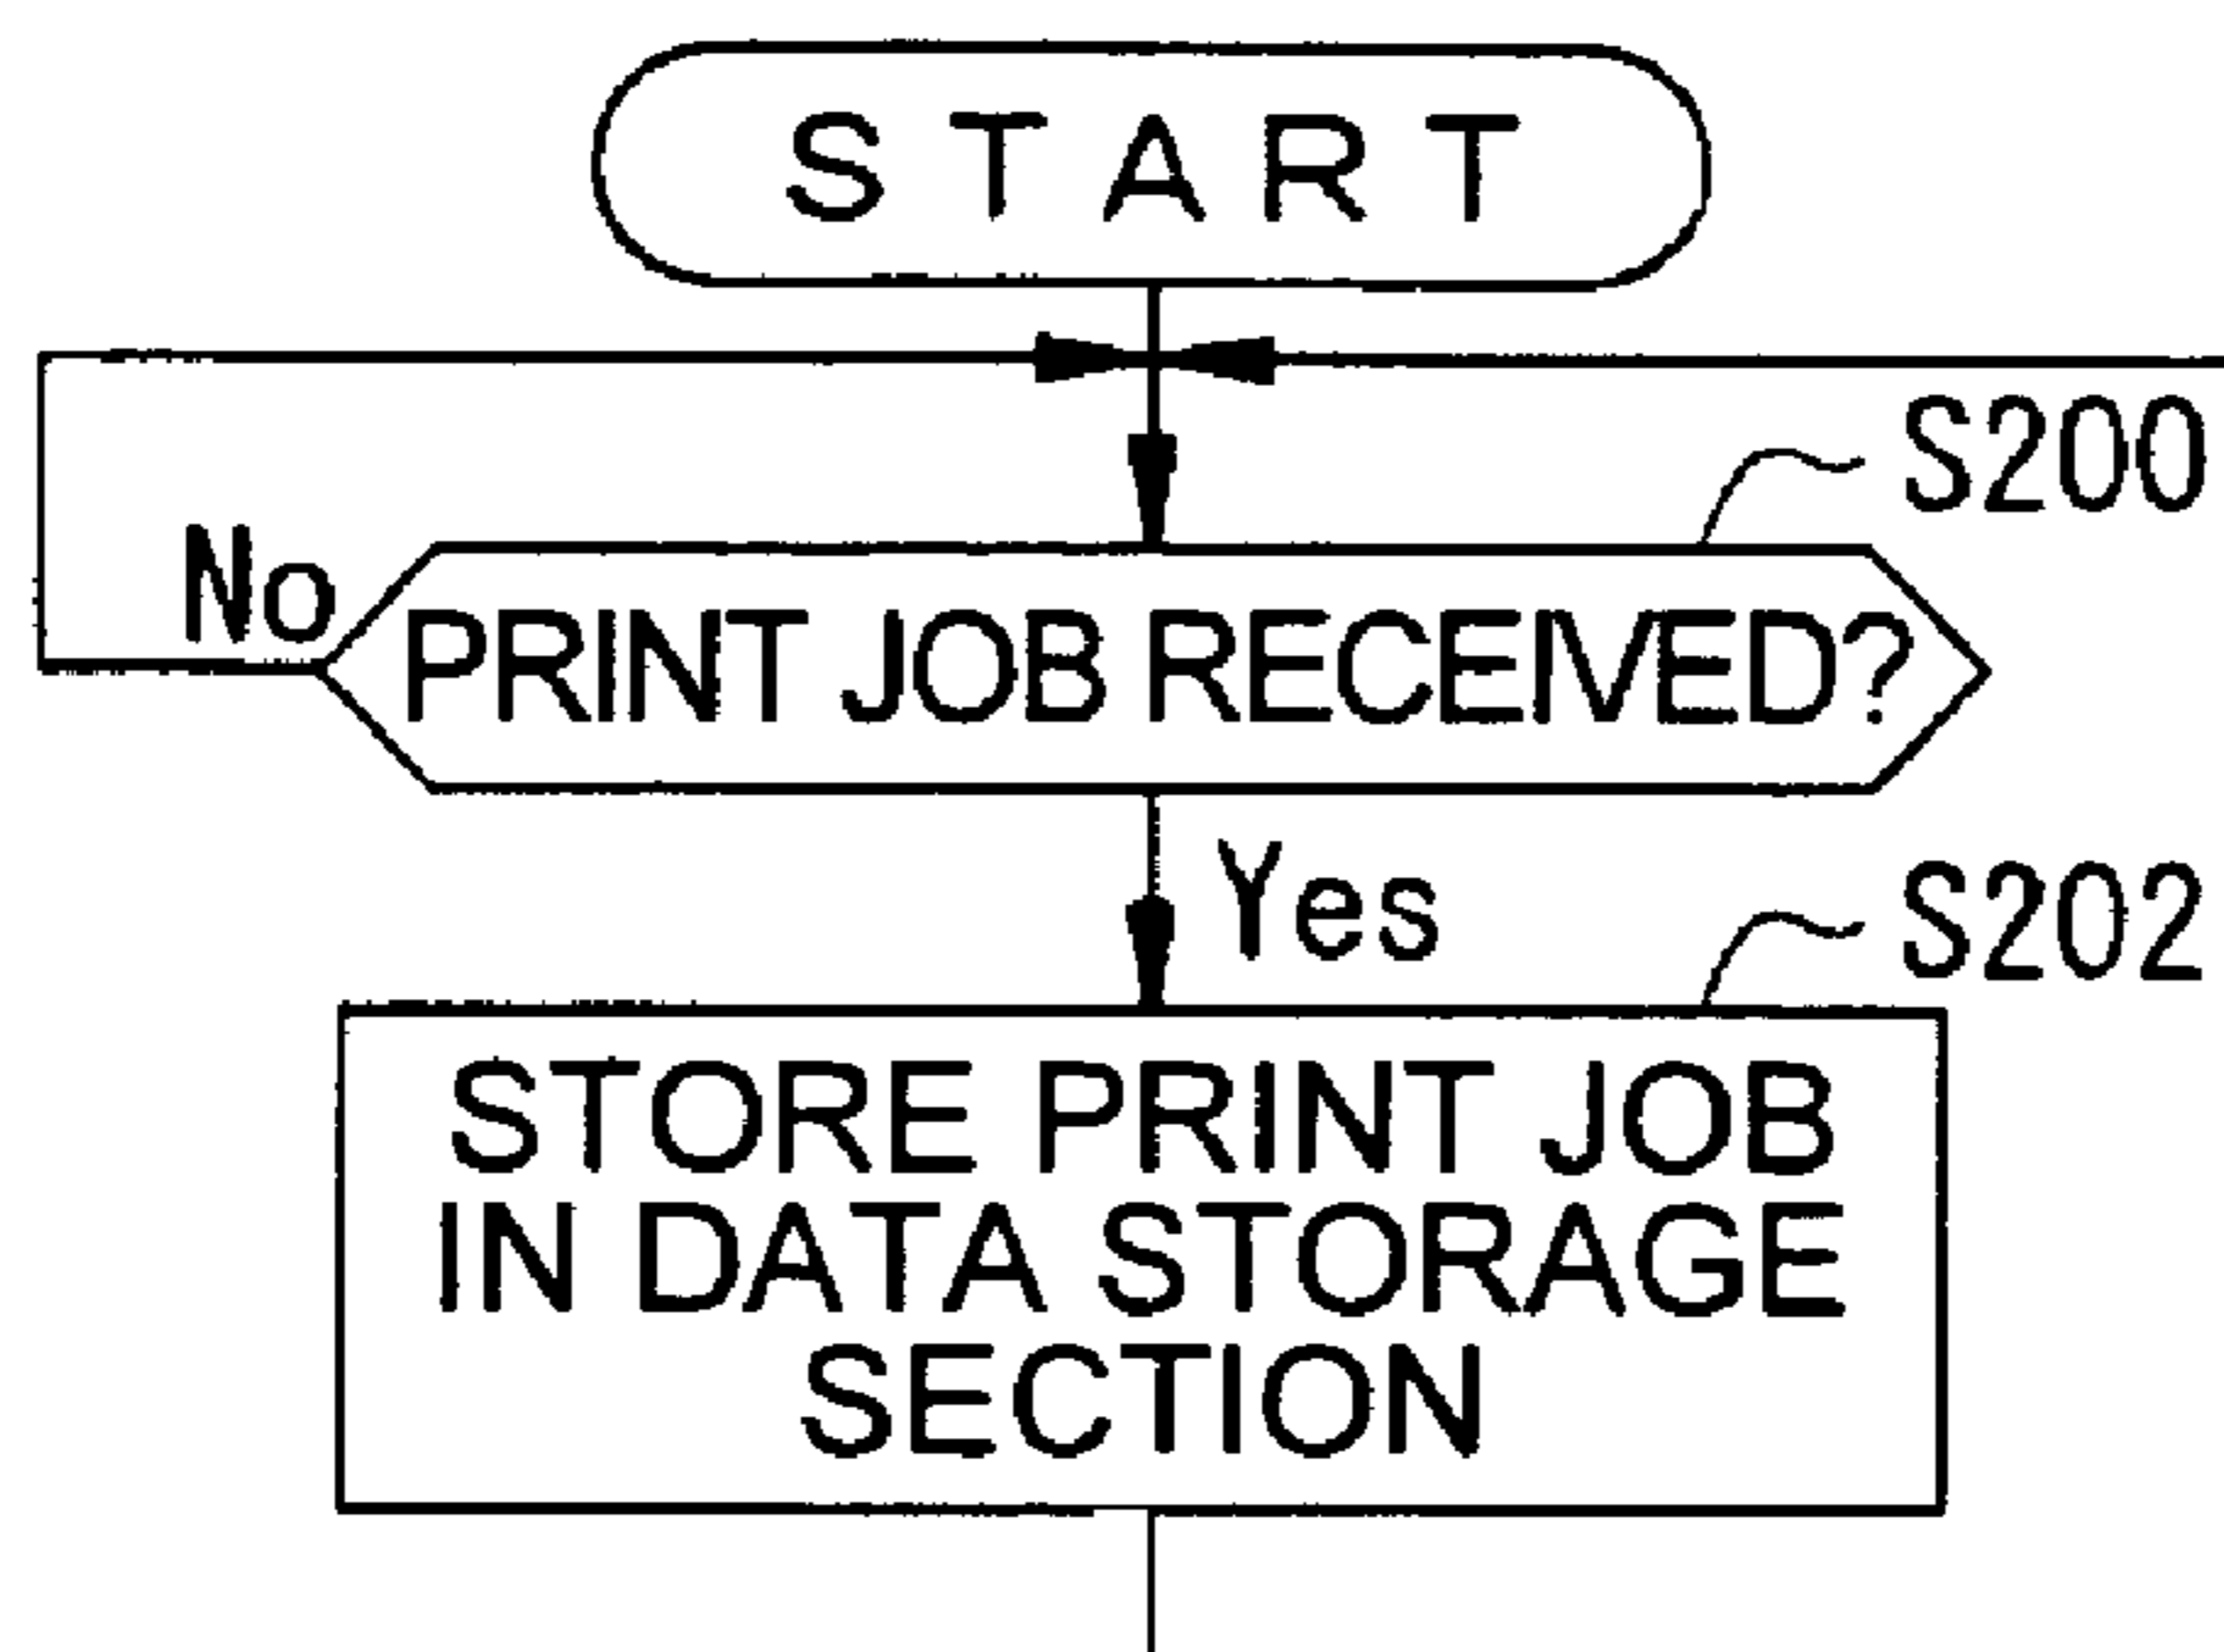 START
S200
No
PRINT JOB RECEIVED?
Yes
S202
STORE PRINT JOB
IN DATA STORAGE
SECTION